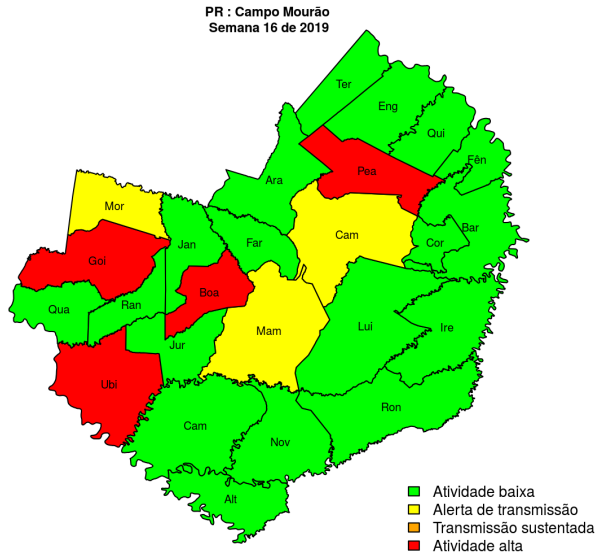 PR : Campo Mourão
Semana 16 de 2019
Ter
Eng
Qui
Fên
Pea
Ara
Mor
Cam
Bar
Cor
Jan
Far
Goi
Boa
Qua
Ran
Mam
Lui
Ire
Jur
Ubi
Ron
Cam
Nov
Alt
Atividade baixa
Alerta de transmissão
Transmissão sustentada
Atividade alta